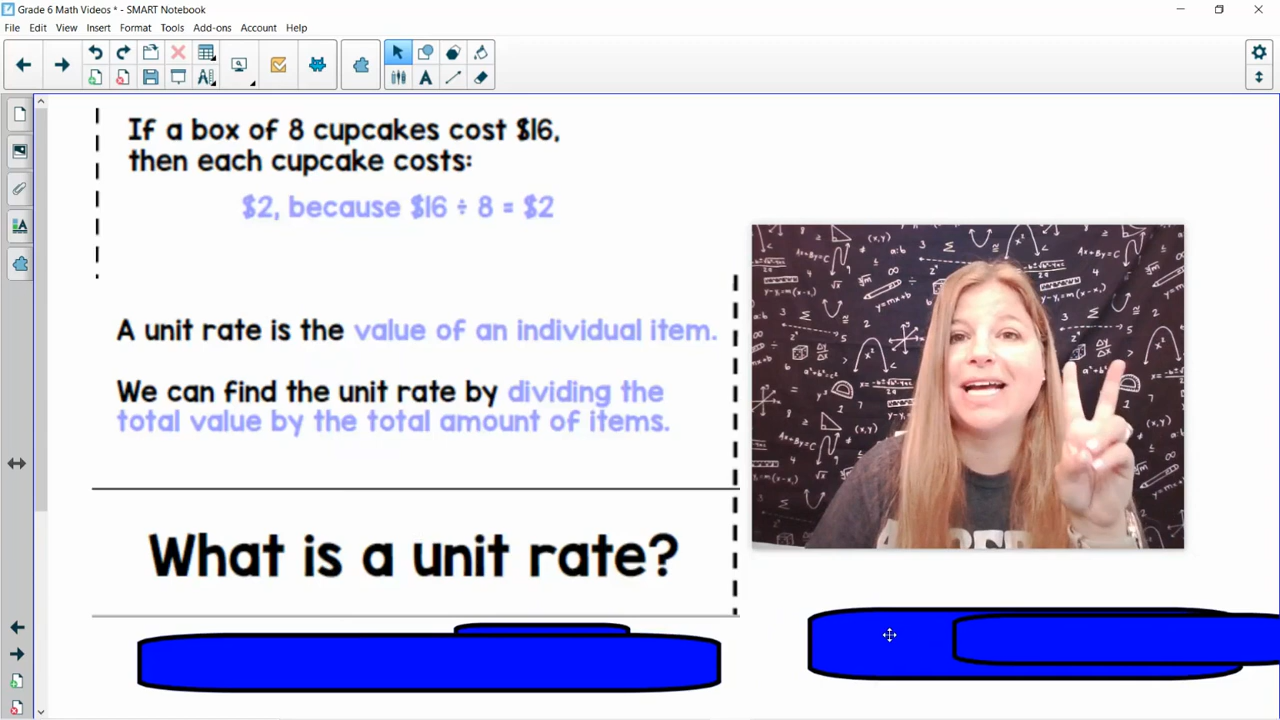 Grade 6 Math Videos * - SMART Notebook
File Edit View Insert Format Tools Add-ons Account Help
If a box of 8 cupcakes cost $16,
then each cupcake costs:
$2, because $16 ÷ 8 = $2
A unit rate is the value of an individual item.
We can find the unit rate by dividing the
total value by the total amount of items.
What is a unit rate?